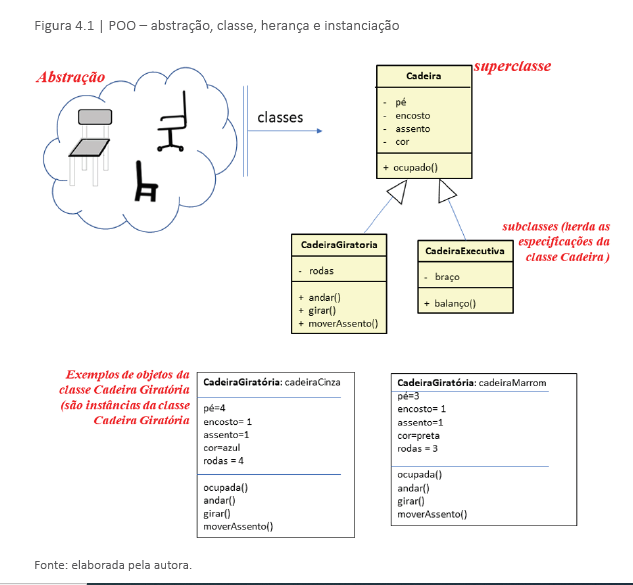 Figura 4.1 | POO – abstração, classe, herança e instanciação
Abstração
classes
superclasse
Cadeira
- pé
- encosto
- assento
- cor
+ ocupado()
subclasses (herda as
especificações da
classe Cadeira )
CadeiraGiratoria
- rodas
+ andar()
+ girar()
+ moverAssento()
CadeiraExecutiva
- braço
+ balanço()
Exemplos de objetos da
classe Cadeira Giratória
(são instâncias da classe
Cadeira Giratória
CadeiraGiratória: cadeiraCinza
pé=4
encosto= 1
assento=1
cor=azul
rodas = 4
ocupada()
andar()
girar()
moverAssento()
CadeiraGiratória: cadeiraMarrom
pé=3
encosto= 1
assento=1
cor=preta
rodas = 3
ocupada()
andar()
girar()
moverAssento()
Fonte: elaborada pela autora.